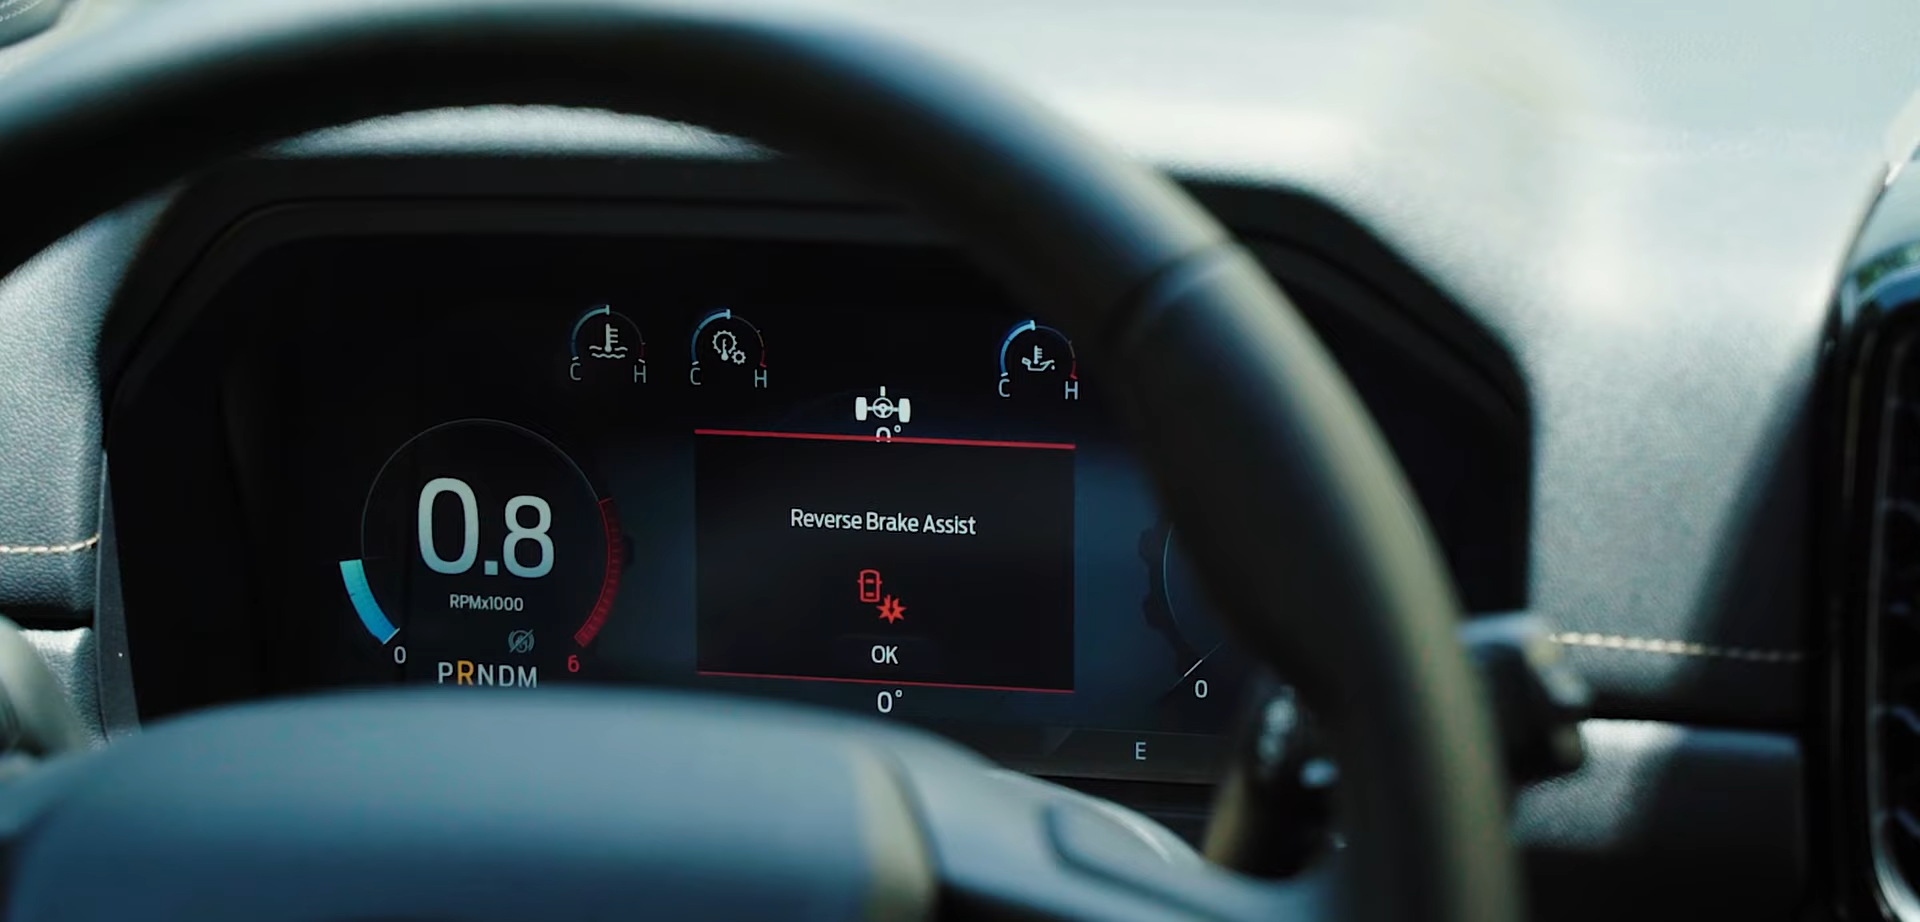 C H
C H
C H
0°
0.8
RPMx1000
0
6
PRNDM
Reverse Brake Assist
OK
0°
0
E